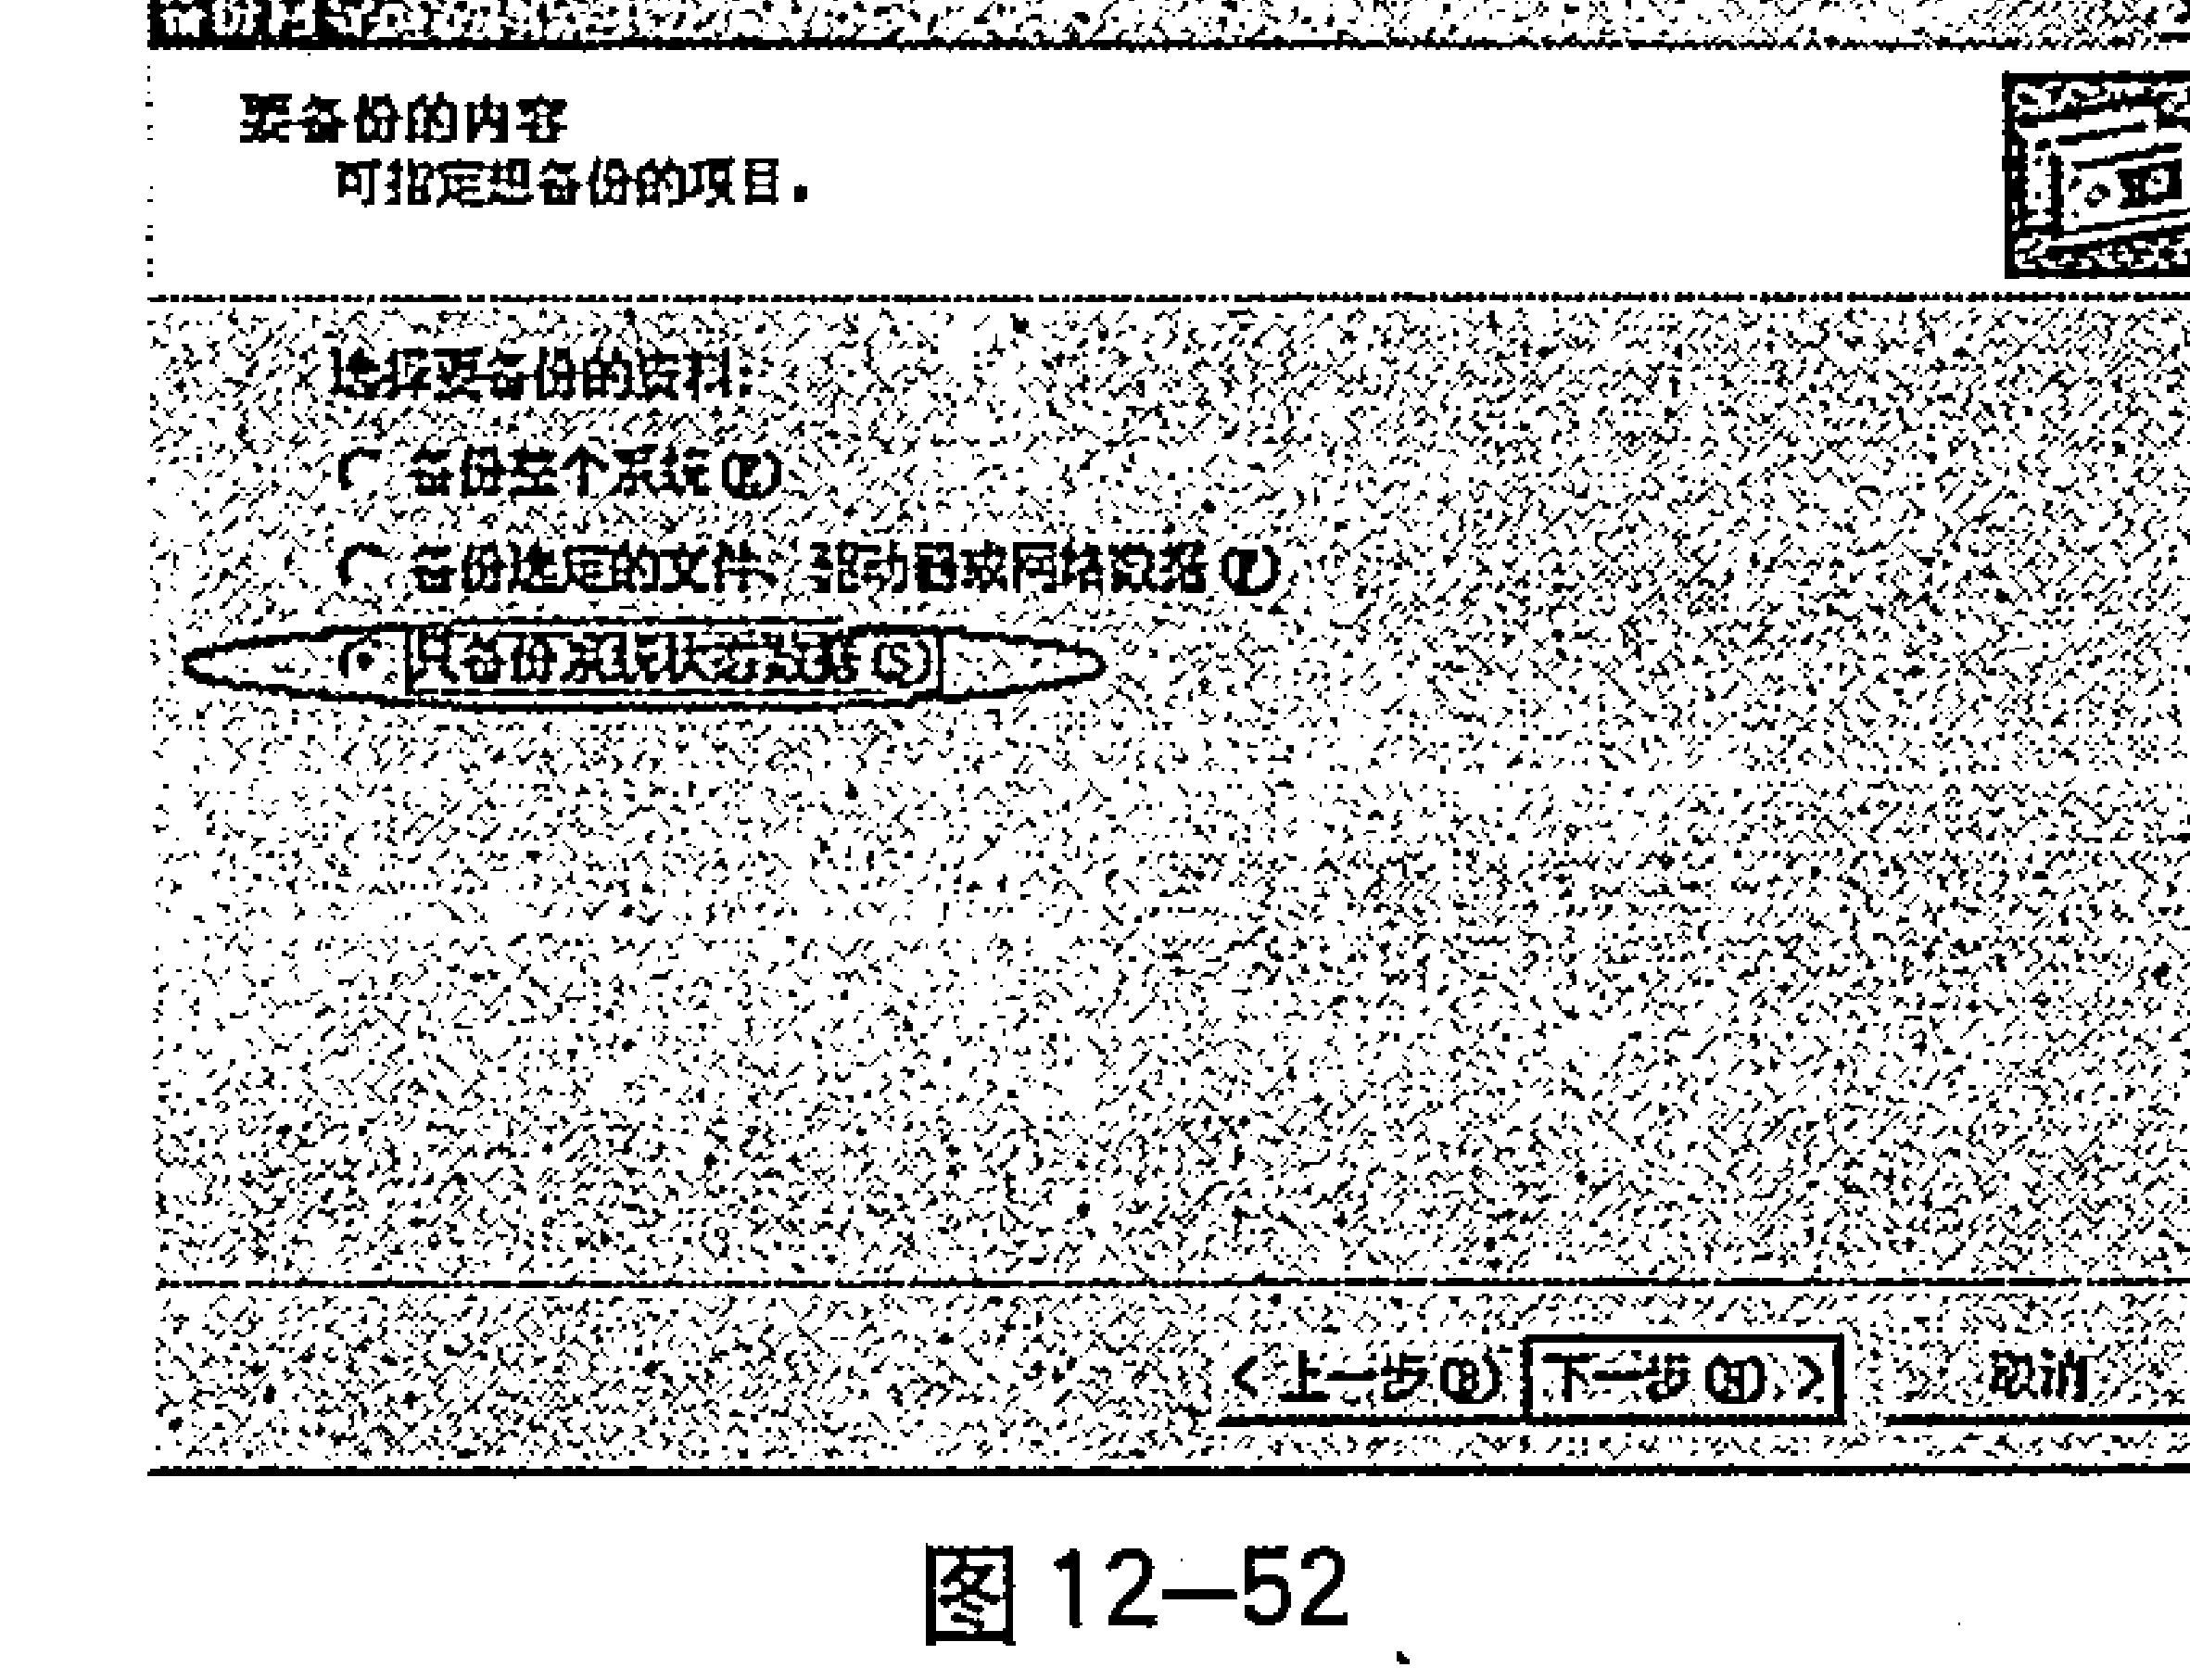 要备份的内容
可指定想备份的项目.
选择要备份的资料:
备份整个系统(E)
备份选定的文件、驱动器或网络数据(F)
只备份系统状态数据(S)
<上一步(B) 下一步(N)> 取消
图 12-52